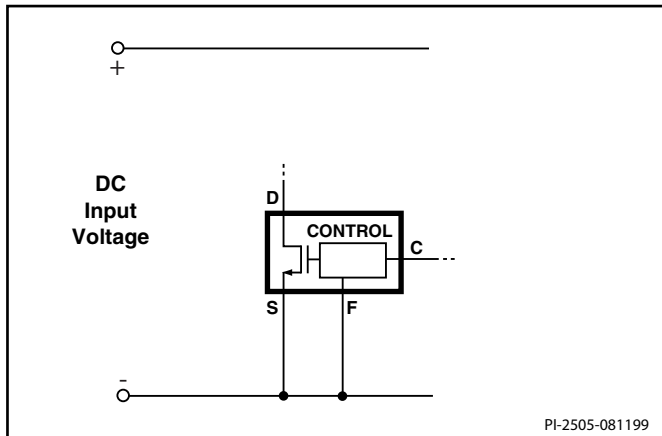 +
DC
Input
Voltage
D
CONTROL
C
S
F
-
PI-2505-081199